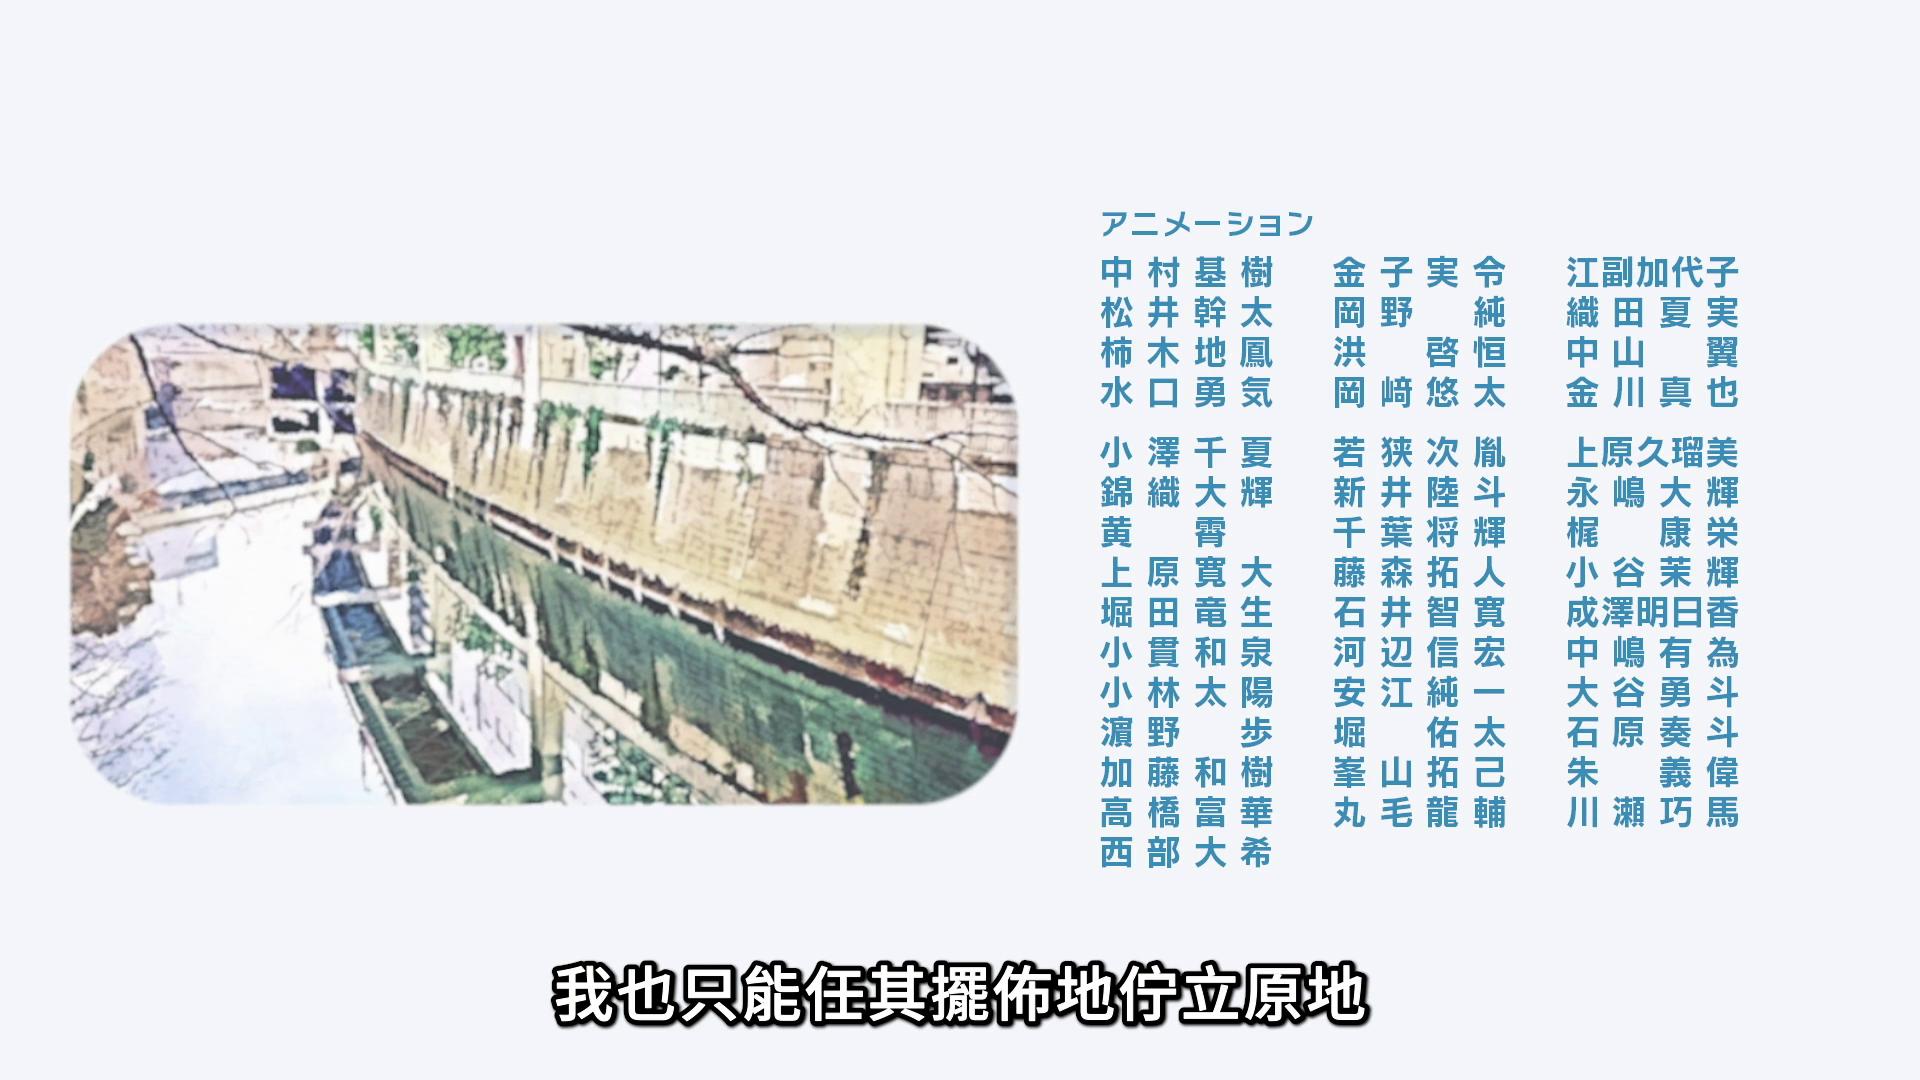 アニメーション
中村基樹 金子実令 江副加代子
松井幹太 岡野 純 織田夏実
柿木地鳳 洪 啓恒 中山 翼
水口勇気 岡﨑悠太 金川真也
小澤千夏 若狭次胤 上原久瑠美
錦織大輝 新井陸斗 永嶋大輝
黄 霄 千葉将輝 梶 康栄
上原寛大 藤森拓人 小谷茉輝
堀田竜生 石井智寛 成澤明日香
小貫和泉 河辺信宏 中嶋有為
小林太陽 安江純一 大谷勇斗
濵野 歩 堀 佑太 石原奏斗
加藤和樹 峯山拓己 朱 義偉
高橋富華 丸毛龍輔 川瀬巧馬
西部大希
我也只能任其擺佈地佇立原地